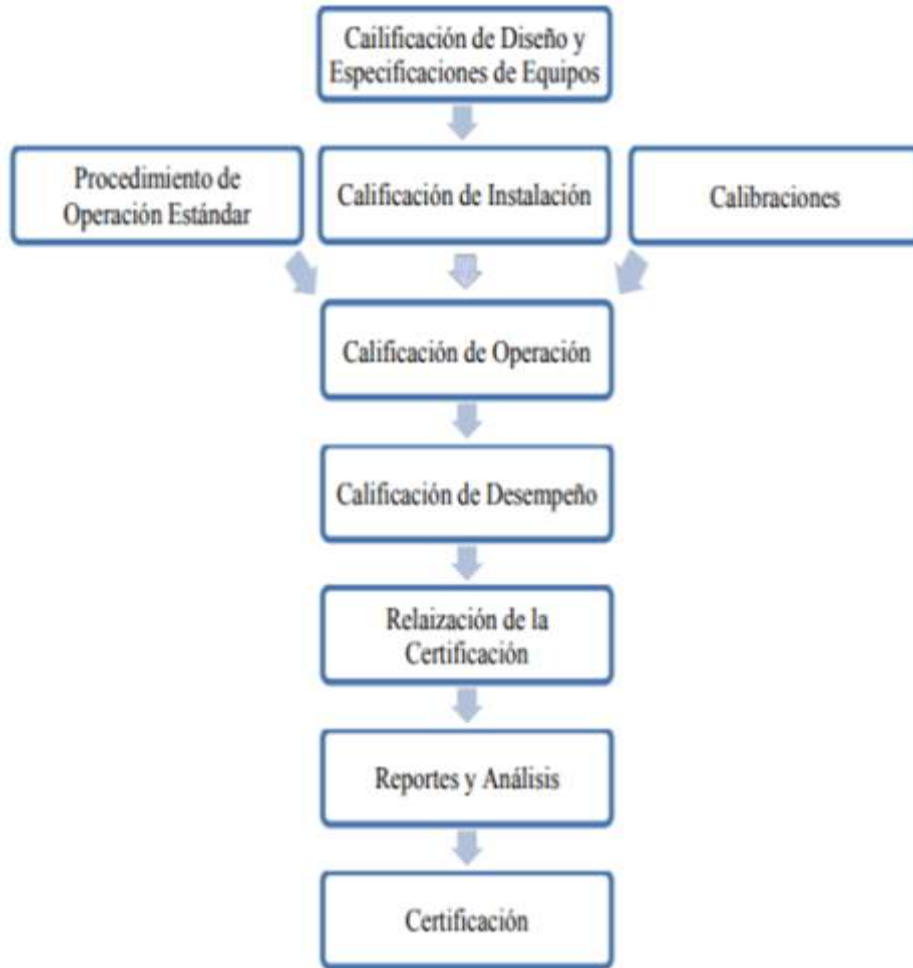 Cailificación de Diseño y
Especificaciones de Equipos
Procedimiento de
Operación Estándar
Calificación de Instalación
Calibraciones
Calificación de Operación
Calificación de Desempeño
Relaización de la
Certificación
Reportes y Análisis
Certificación